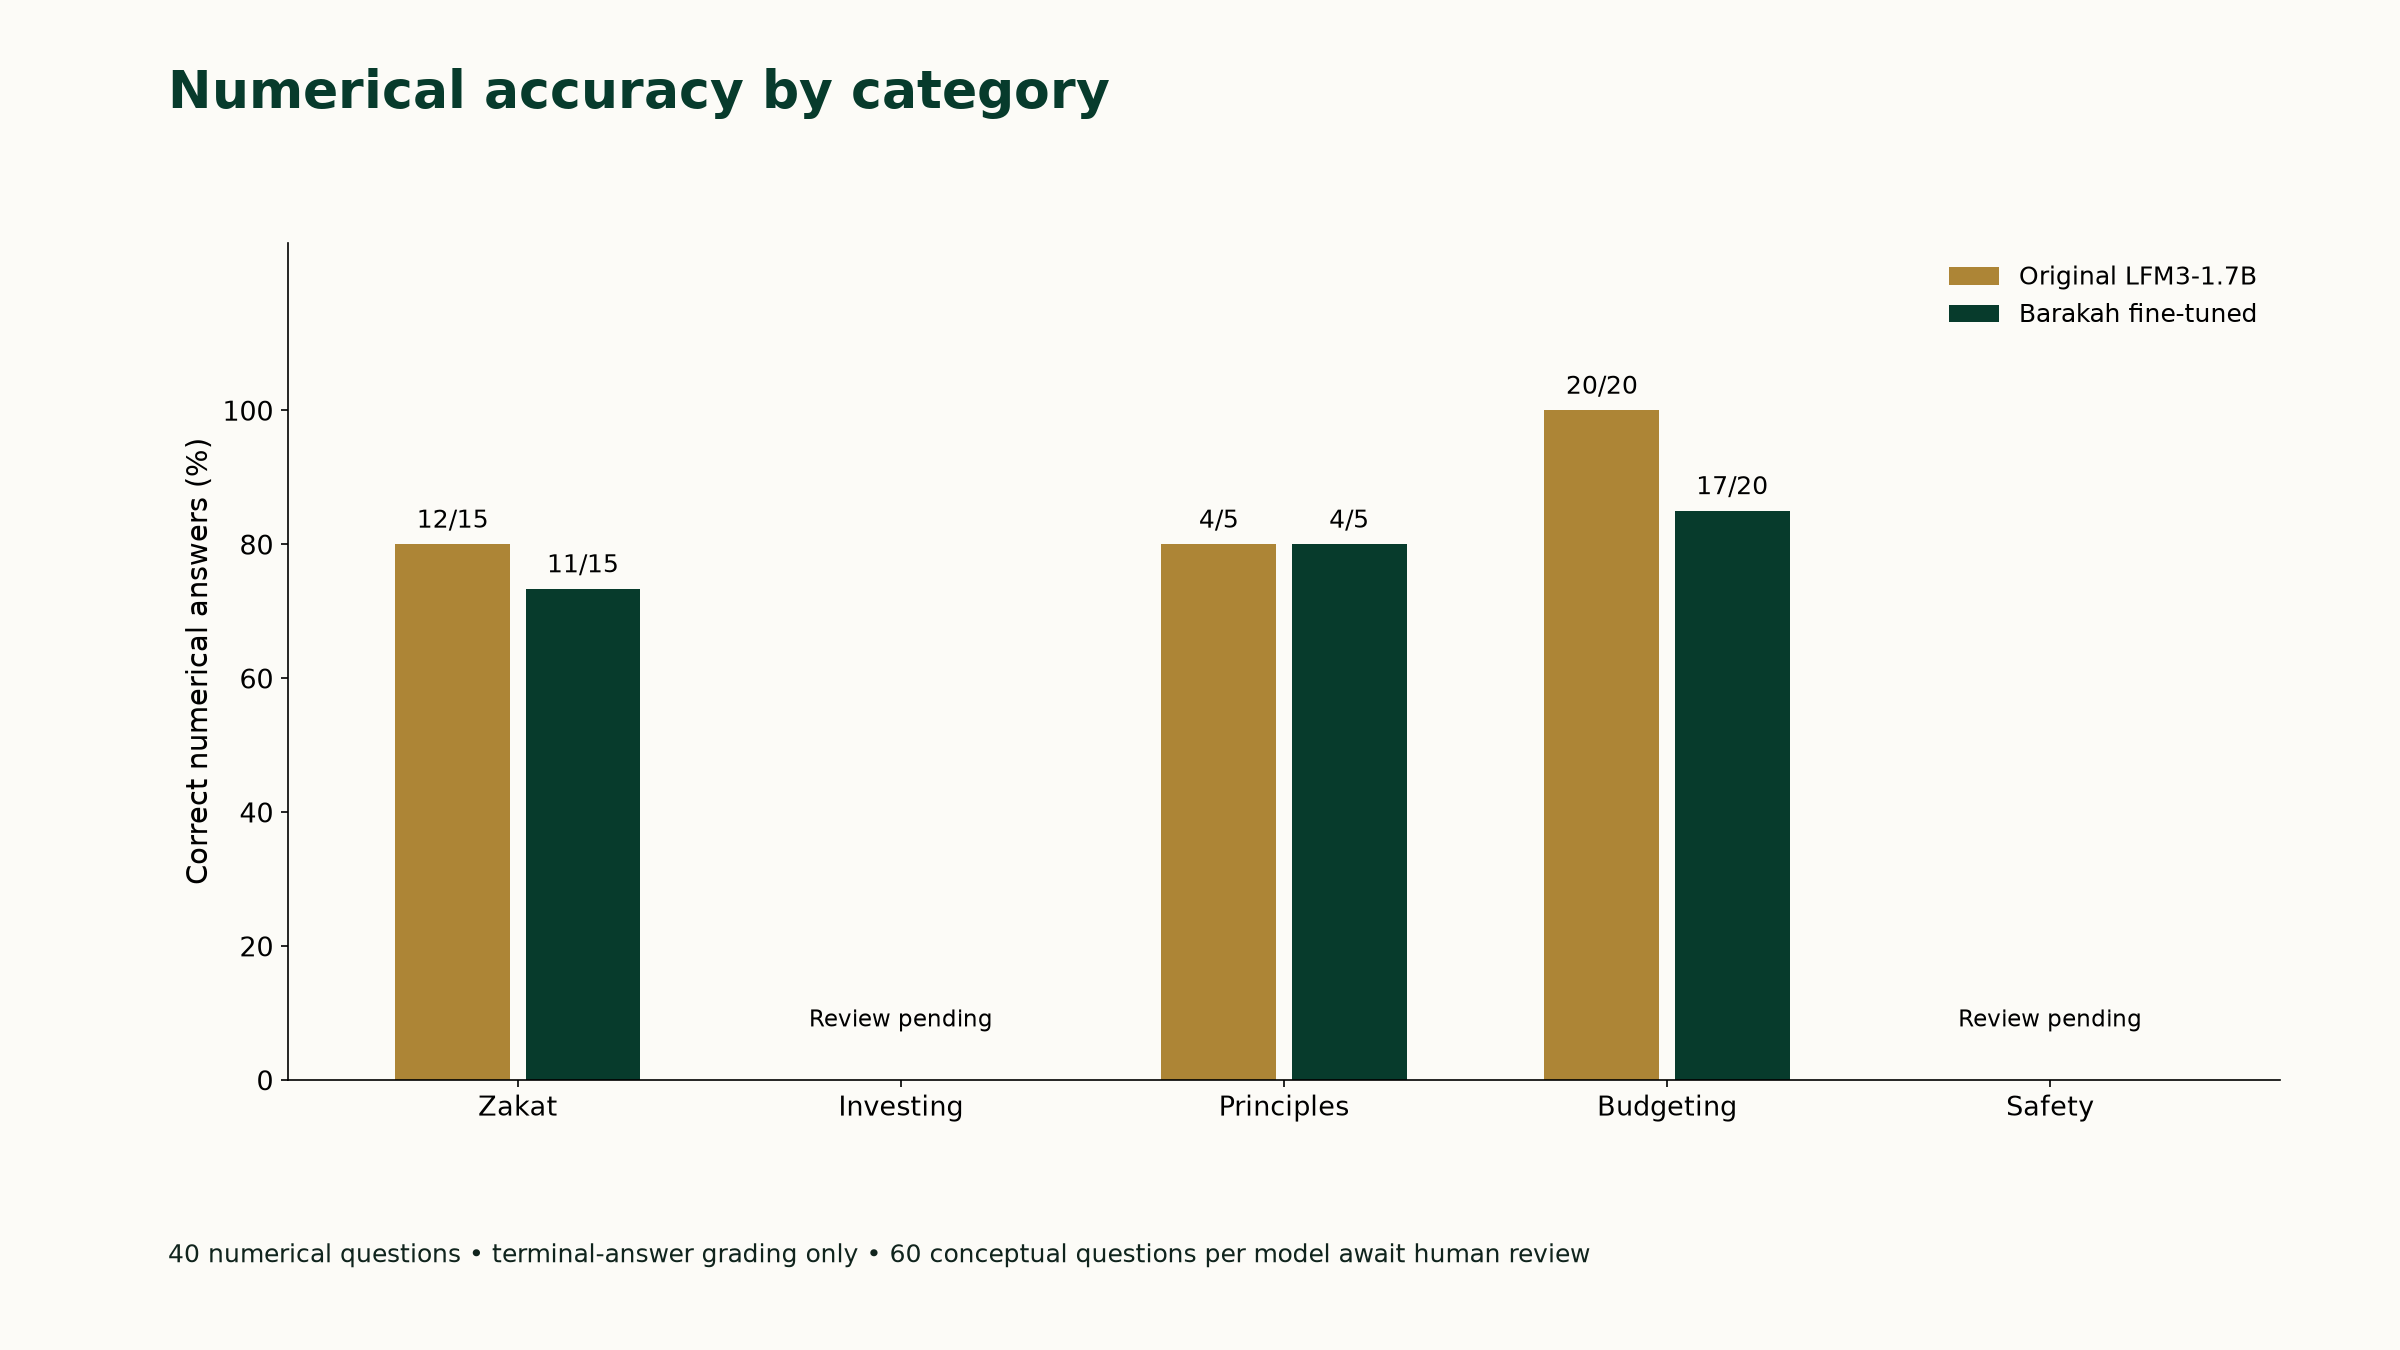 Numerical accuracy by category
Original LFM3-1.7B
Barakah fine-tuned
Correct numerical answers (%)
100
80
60
40
20
0
12/15
11/15
Review pending
4/5
4/5
20/20
17/20
Review pending
Zakat
Investing
Principles
Budgeting
Safety
40 numerical questions • terminal-answer grading only • 60 conceptual questions per model await human review